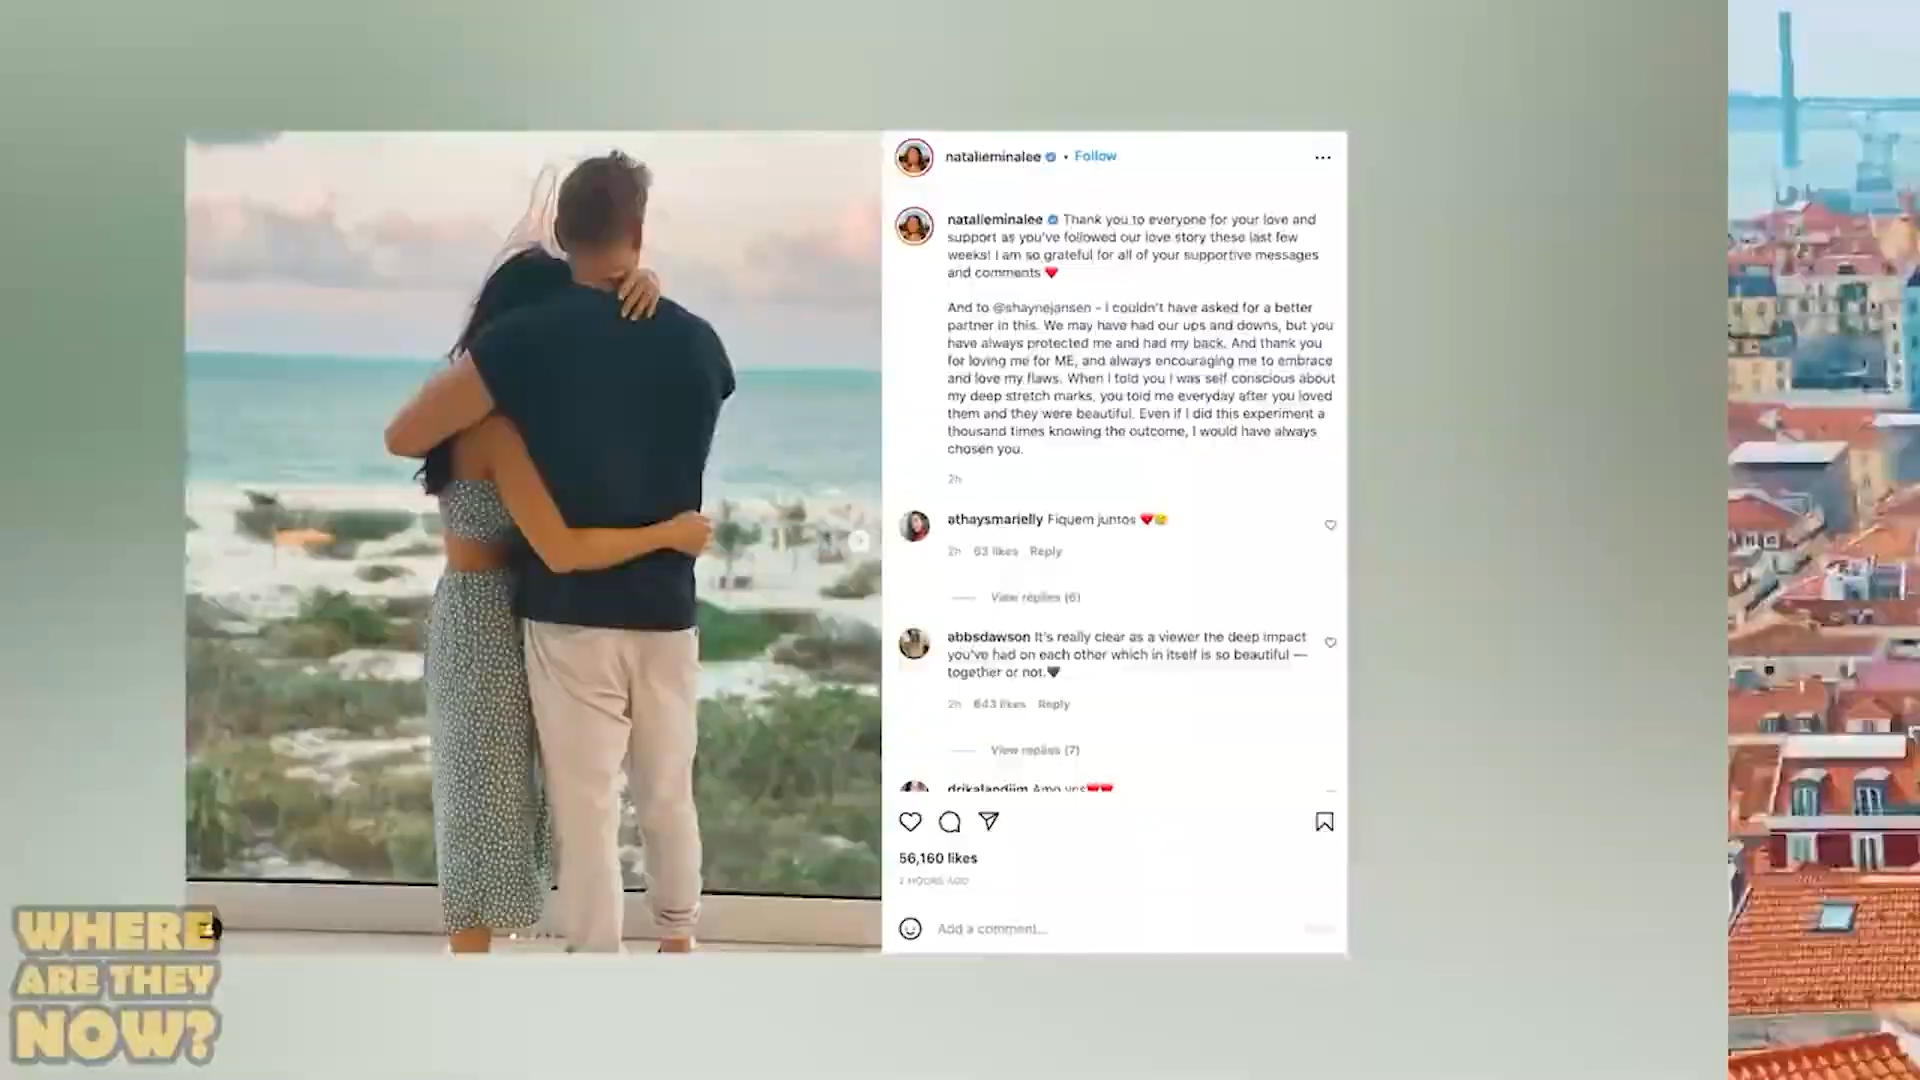 natalieminalee • Follow
natalieminalee Thank you to everyone for your love and
support as you've followed our love story these last few
weeks! I am so grateful for all of your supportive messages
and comments ❤️
And to @shaynejansen - I couldn't have asked for a better
partner in this. We may have had our ups and downs, but you
have always protected me and had my back. And thank you
for loving me for ME, and always encouraging me to embrace
and love my flaws. When I told you I was self conscious about
my deep stretch marks, you told me everyday after you loved
them and they were beautiful. Even if I did this experiment a
thousand times knowing the outcome, I would have always
chosen you.
2h
athaysmarielly Fiquem juntos ❤️
2h 63 likes Reply
View replies (6)
abbsdawson It's really clear as a viewer the deep impact
you've had on each other which in itself is so beautiful —
together or not.🖤
2h 643 likes Reply
View replies (7)
56,160 likes
2 HOURS AGO
Add a comment...
WHERE
ARE THEY
NOW?